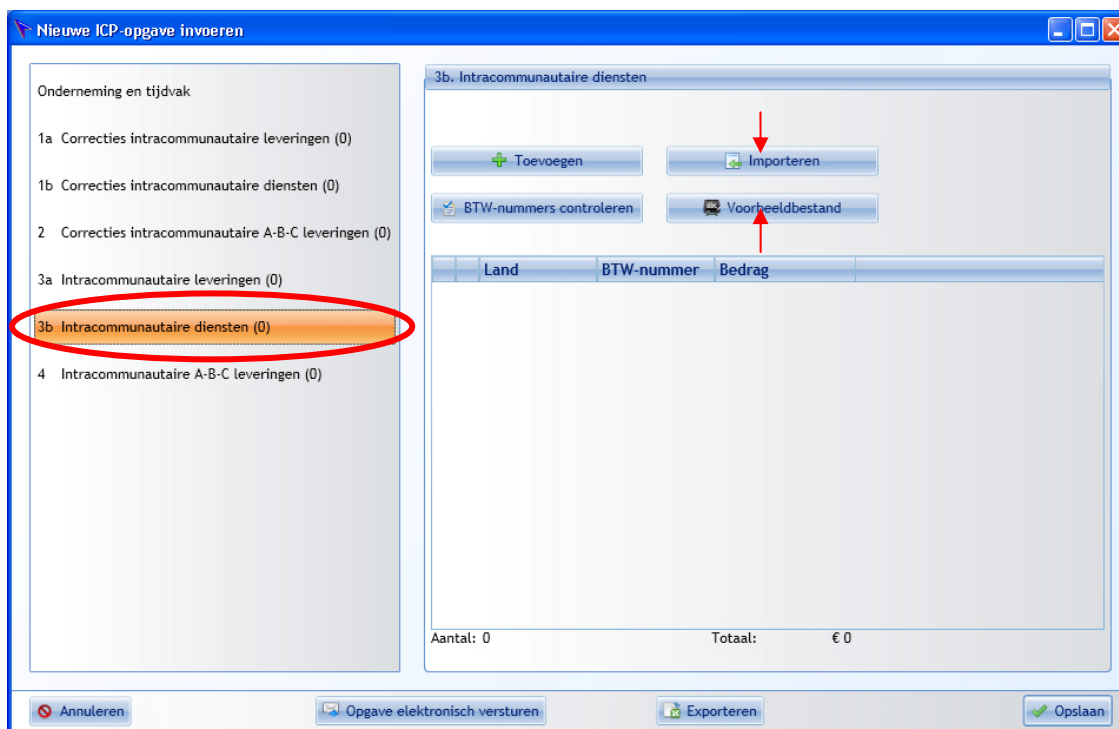 Nieuwe ICP-opgave invoeren
Onderneming en tijdvak
1a Correcties intracommunautaire leveringen (0)
1b Correcties intracommunautaire diensten (0)
2 Correcties intracommunautaire A-B-C leveringen (0)
3a Intracommunautaire leveringen (0)
3b Intracommunautaire diensten (0)
4 Intracommunautaire A-B-C leveringen (0)
3b. Intracommunautaire diensten
Toevoegen Importeren
BTW-nummers controleren Voorbeeldbestand
Land BTW-nummer Bedrag
Aantal: 0 Totaal: € 0
Annuleren Opgave elektronisch versturen Exporteren Opslaan